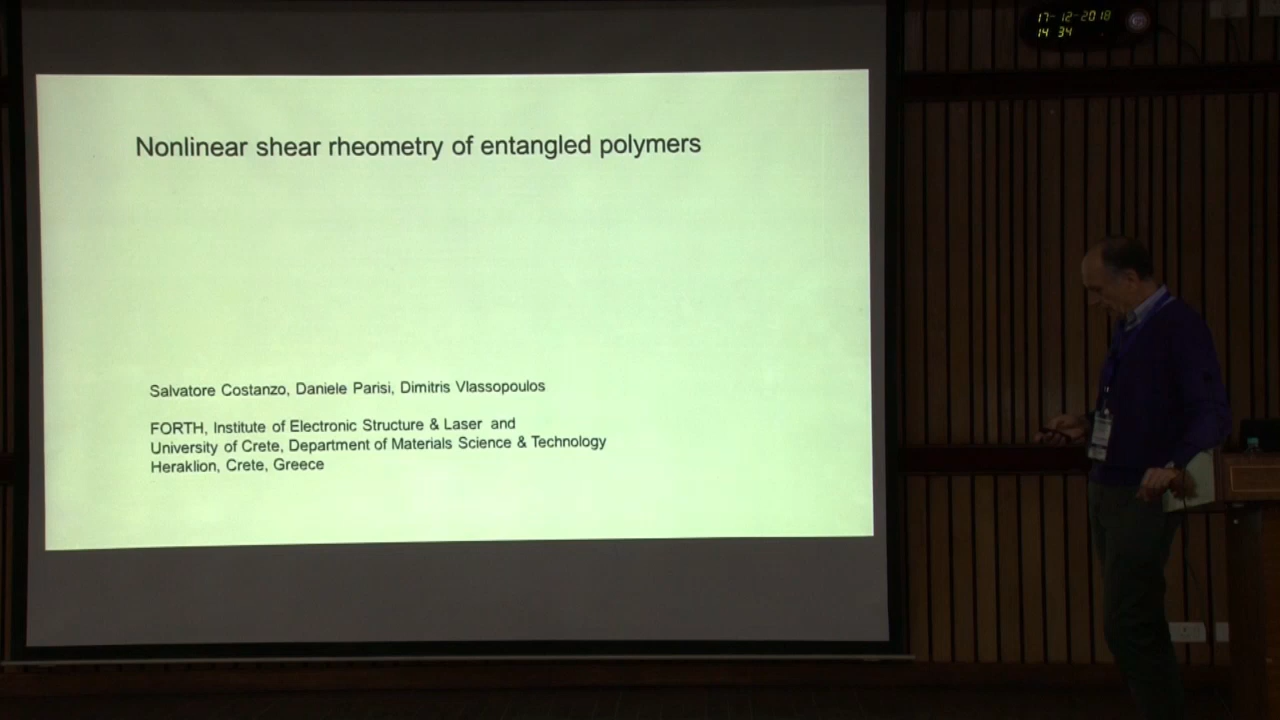 17-12-2018
14 34
Nonlinear shear rheometry of entangled polymers
Salvatore Costanzo, Daniele Parisi, Dimitris Vlassopoulos
FORTH, Institute of Electronic Structure & Laser and
University of Crete, Department of Materials Science & Technology
Heraklion, Crete, Greece